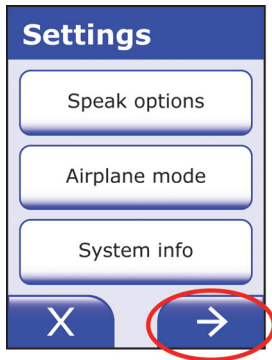 Settings
Speak options
Airplane mode
System info
X →